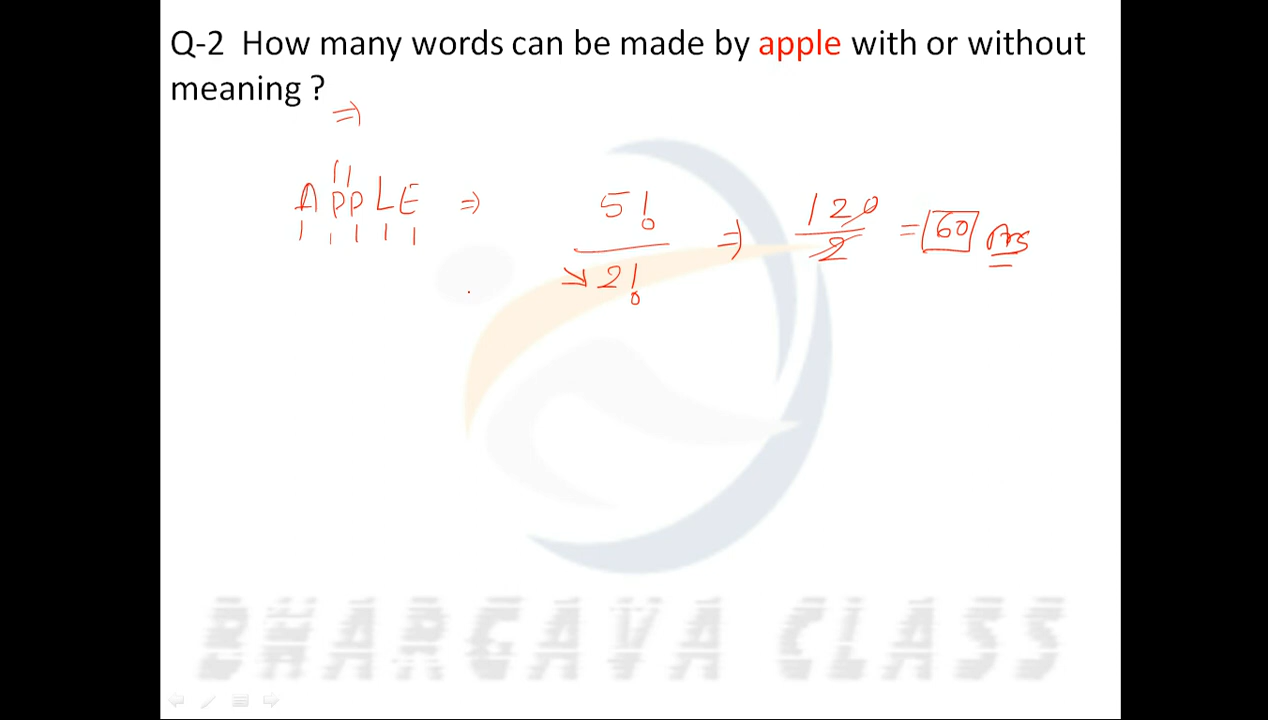 Q-2 How many words can be made by apple with or without
meaning ?
⇒
APPLE ⇒ 5!/2! ⇒ 120/2 = 60 Ans
BHARGAVA CLASS